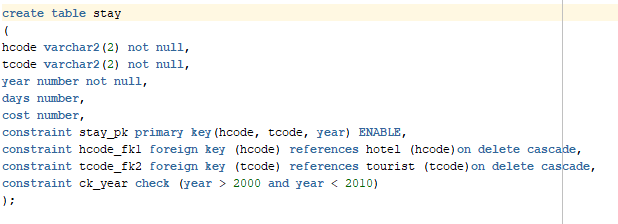 create table stay
(
hcode varchar2(2) not null,
tcode varchar2(2) not null,
year number not null,
days number,
cost number,
constraint stay_pk primary key(hcode, tcode, year) ENABLE,
constraint hcode_fk1 foreign key (hcode) references hotel (hcode)on delete cascade,
constraint tcode_fk2 foreign key (tcode) references tourist (tcode)on delete cascade,
constraint ck_year check (year > 2000 and year < 2010)
);